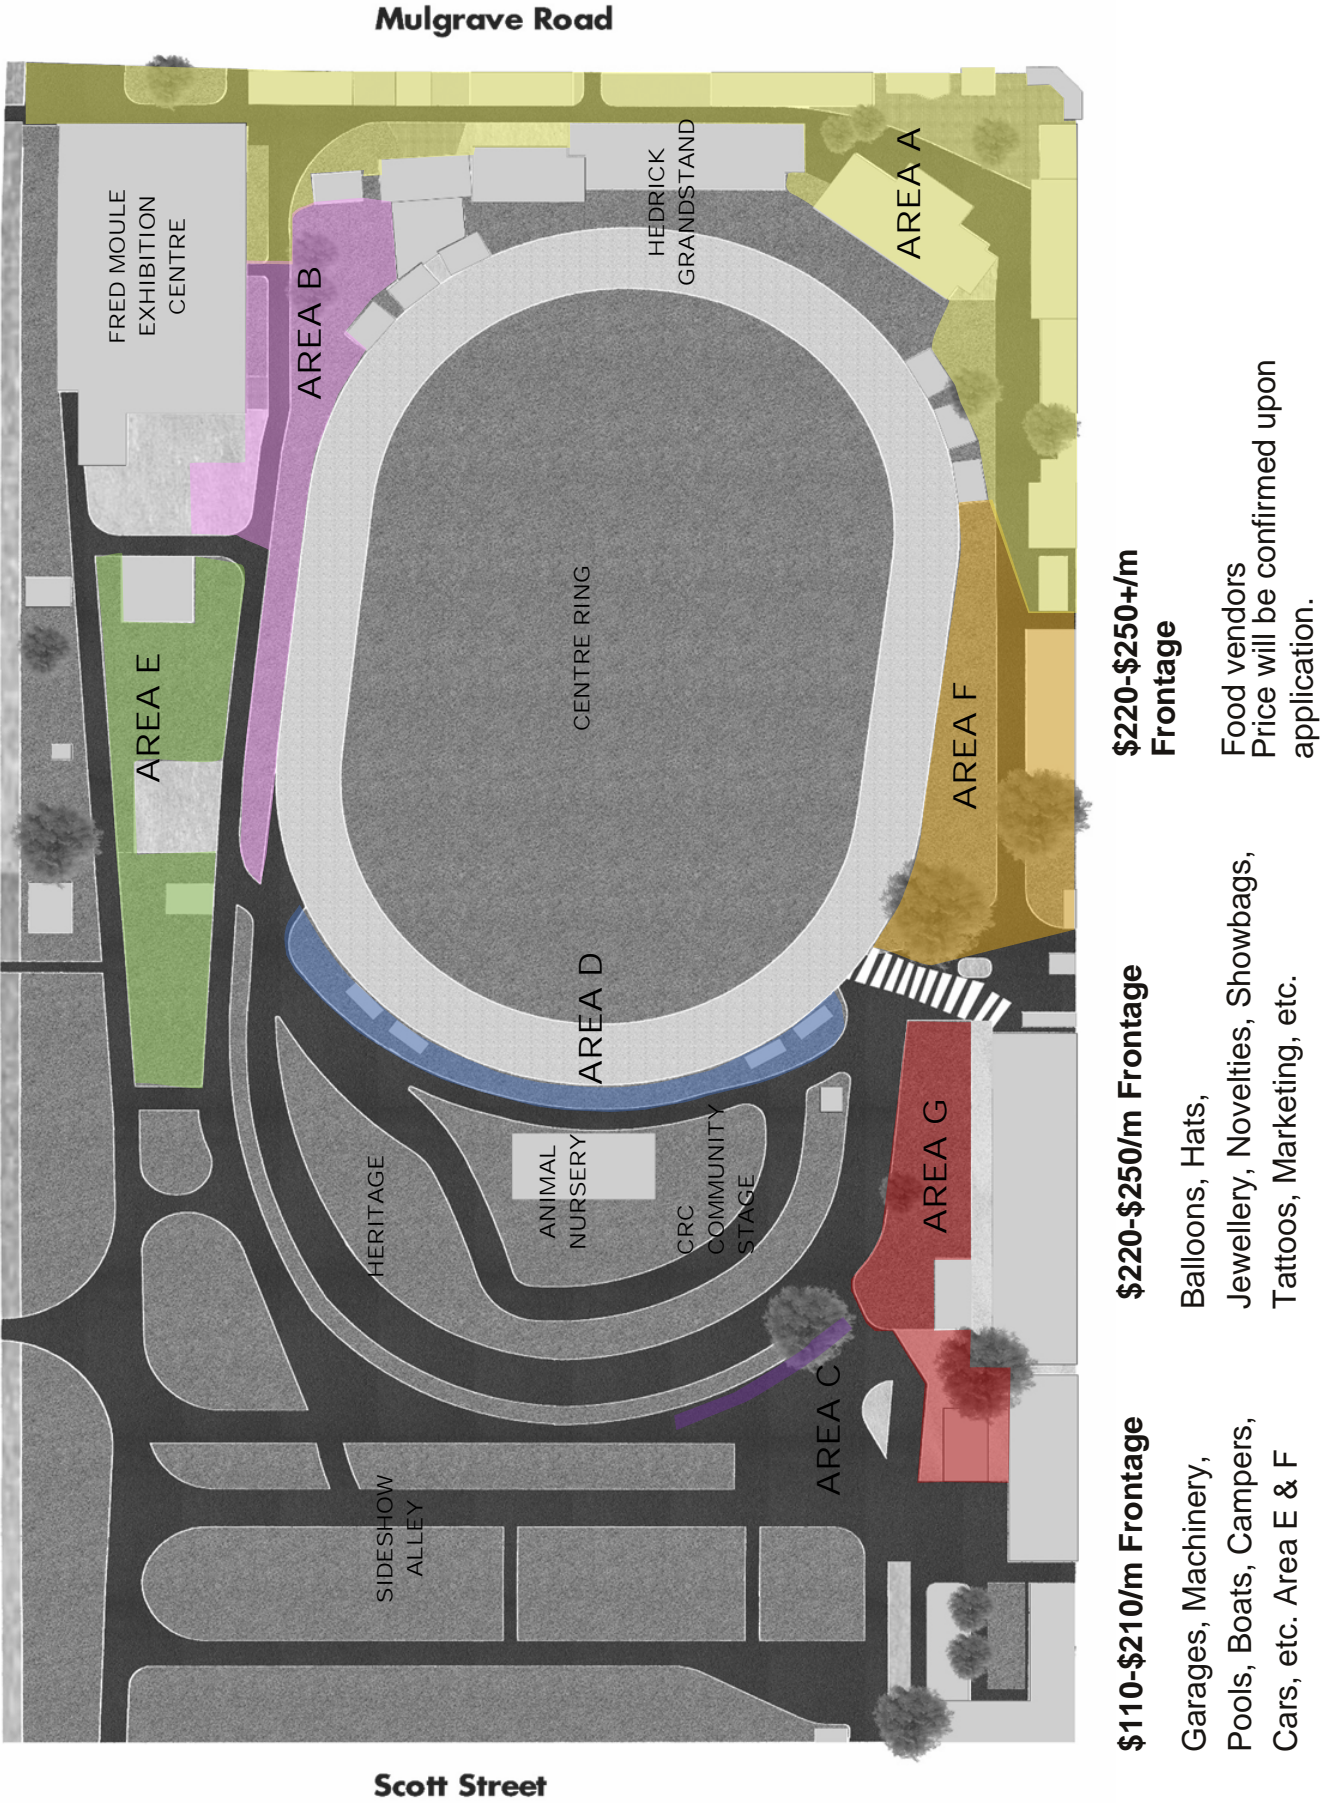 Mulgrave Road
FRED MOULE
EXHIBITION
CENTRE
HEDRICK
GRANDSTAND
AREA A
AREA B
AREA E
CENTRE RING
AREA F
AREA D
HERITAGE
ANIMAL
NURSERY
CRC
COMMUNITY
STAGE
AREA G
AREA C
SIDESHOW
ALLEY
Scott Street
$110-$210/m Frontage
Garages, Machinery,
Pools, Boats, Campers,
Cars, etc. Area E & F
$220-$250/m Frontage
Balloons, Hats,
Jewellery, Novelties, Showbags,
Tattoos, Marketing, etc.
$220-$250+/m
Frontage
Food vendors
Price will be confirmed upon
application.